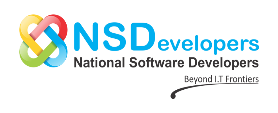 NSDevelopers
National Software Developers
Beyond I.T Frontiers